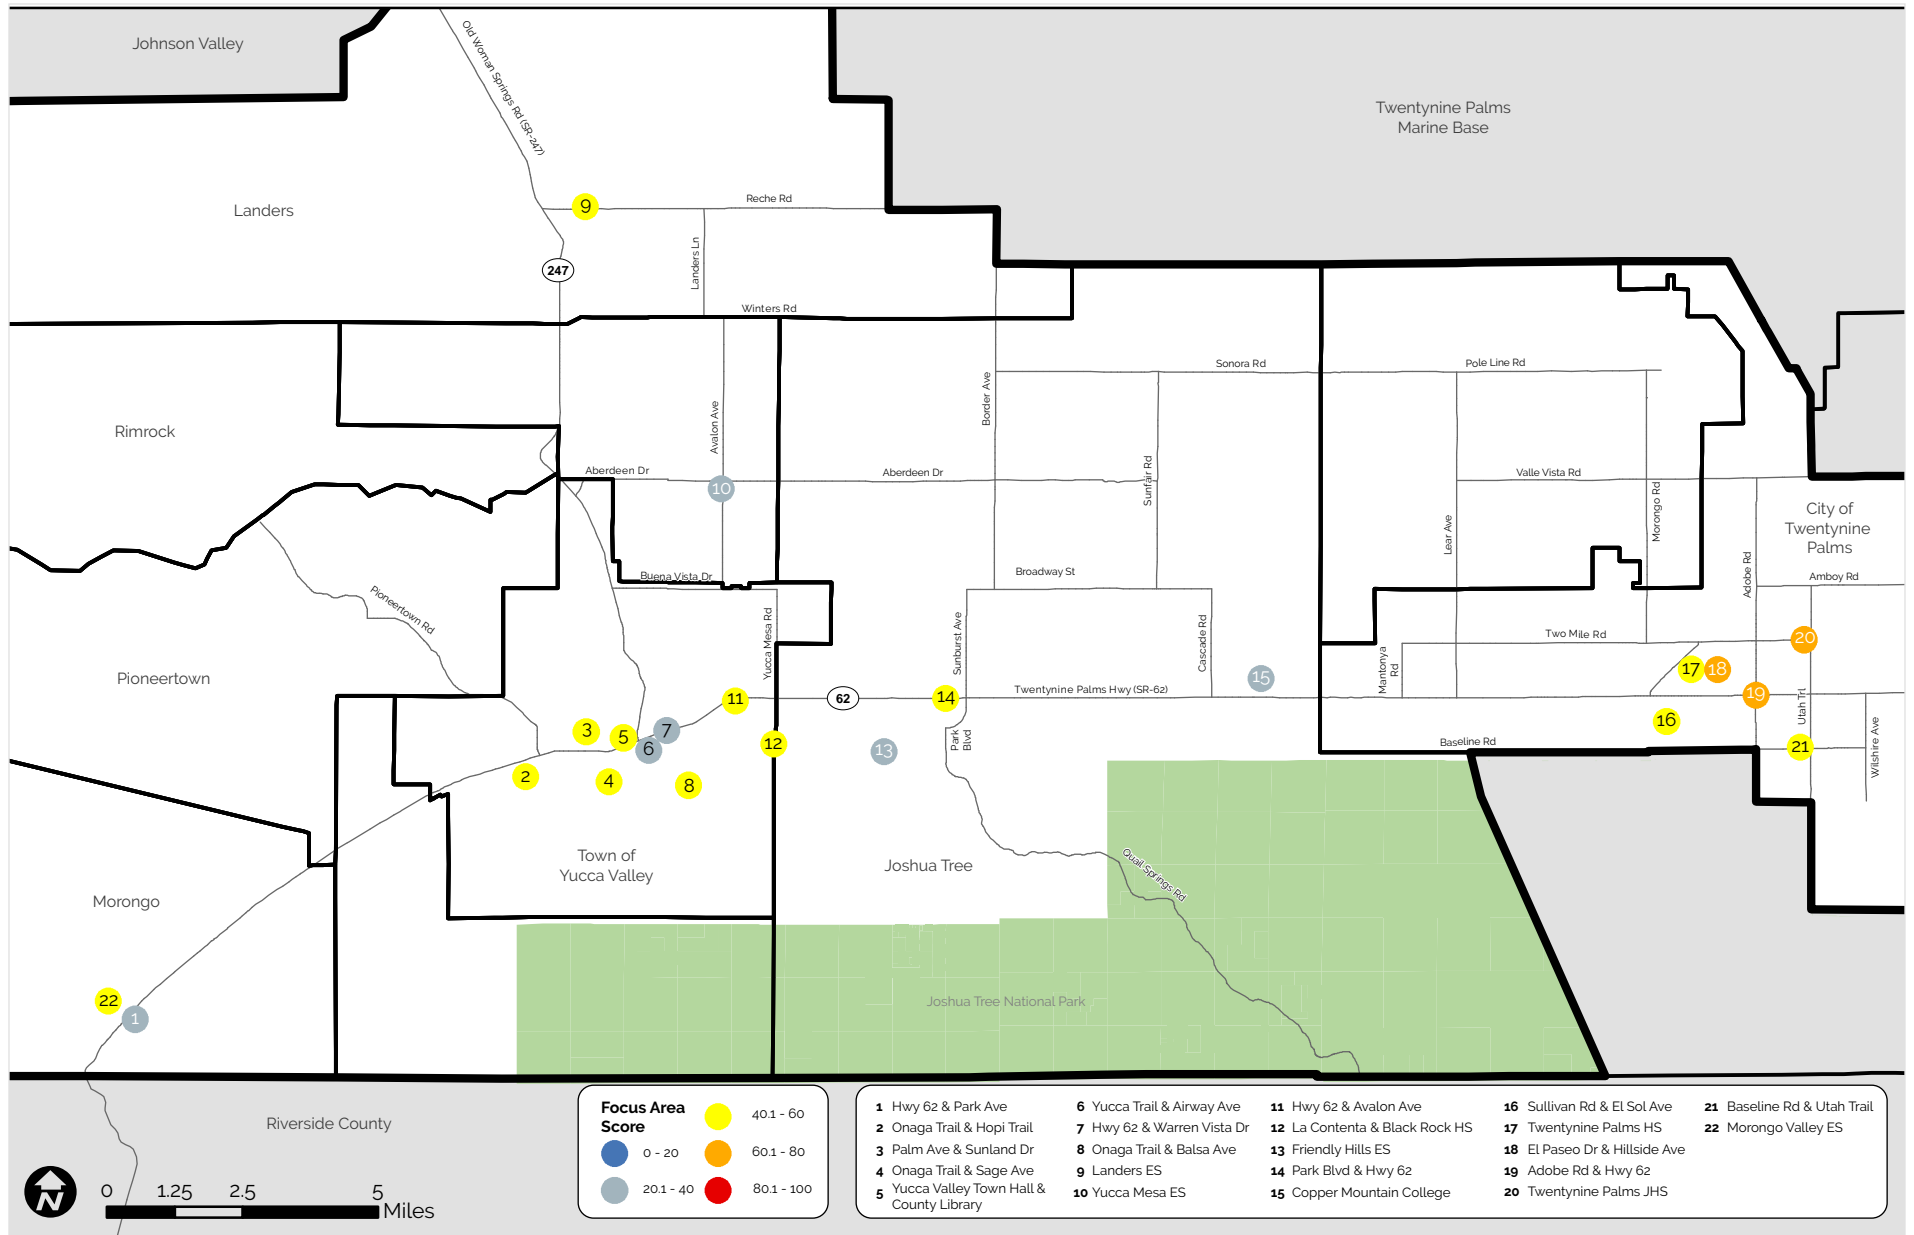 Johnson Valley
Old Woman Springs Rd (SR-247)
Twentynine Palms
Marine Base
Landers
9
Reche Rd
Landers Ln
247
Winters Rd
Rimrock
Avalon Ave
Border Ave
Sonora Rd
Pole Line Rd
Aberdeen Dr
Aberdeen Dr
Sunfair Rd
Valle Vista Rd
Lear Ave
Morongo Rd
10
City of
Twentynine
Palms
Adobe Rd
Amboy Rd
Buena Vista Dr
Broadway St
Pioneertown Rd
Yucca Mesa Rd
Sunburst Ave
Cascade Rd
Two Mile Rd
20
Mantonya
Rd
Pioneertown
17
18
15
Twentynine Palms Hwy (SR-62)
19
11
62
14
Utah Trl
16
3
5
7
6
12
13
Park
Blvd
Baseline Rd
21
Wilshire Ave
2
4
8
Town of
Yucca Valley
Joshua Tree
Quail Springs Rd
Morongo
22
1
Joshua Tree National Park
Riverside County
N
0 1.25 2.5 5
Miles
Focus Area
Score
0 - 20
20.1 - 40
40.1 - 60
60.1 - 80
80.1 - 100
1 Hwy 62 & Park Ave
2 Onaga Trail & Hopi Trail
3 Palm Ave & Sunland Dr
4 Onaga Trail & Sage Ave
5 Yucca Valley Town Hall &
County Library
6 Yucca Trail & Airway Ave
7 Hwy 62 & Warren Vista Dr
8 Onaga Trail & Balsa Ave
9 Landers ES
10 Yucca Mesa ES
11 Hwy 62 & Avalon Ave
12 La Contenta & Black Rock HS
13 Friendly Hills ES
14 Park Blvd & Hwy 62
15 Copper Mountain College
16 Sullivan Rd & El Sol Ave
17 Twentynine Palms HS
18 El Paseo Dr & Hillside Ave
19 Adobe Rd & Hwy 62
20 Twentynine Palms JHS
21 Baseline Rd & Utah Trail
22 Morongo Valley ES